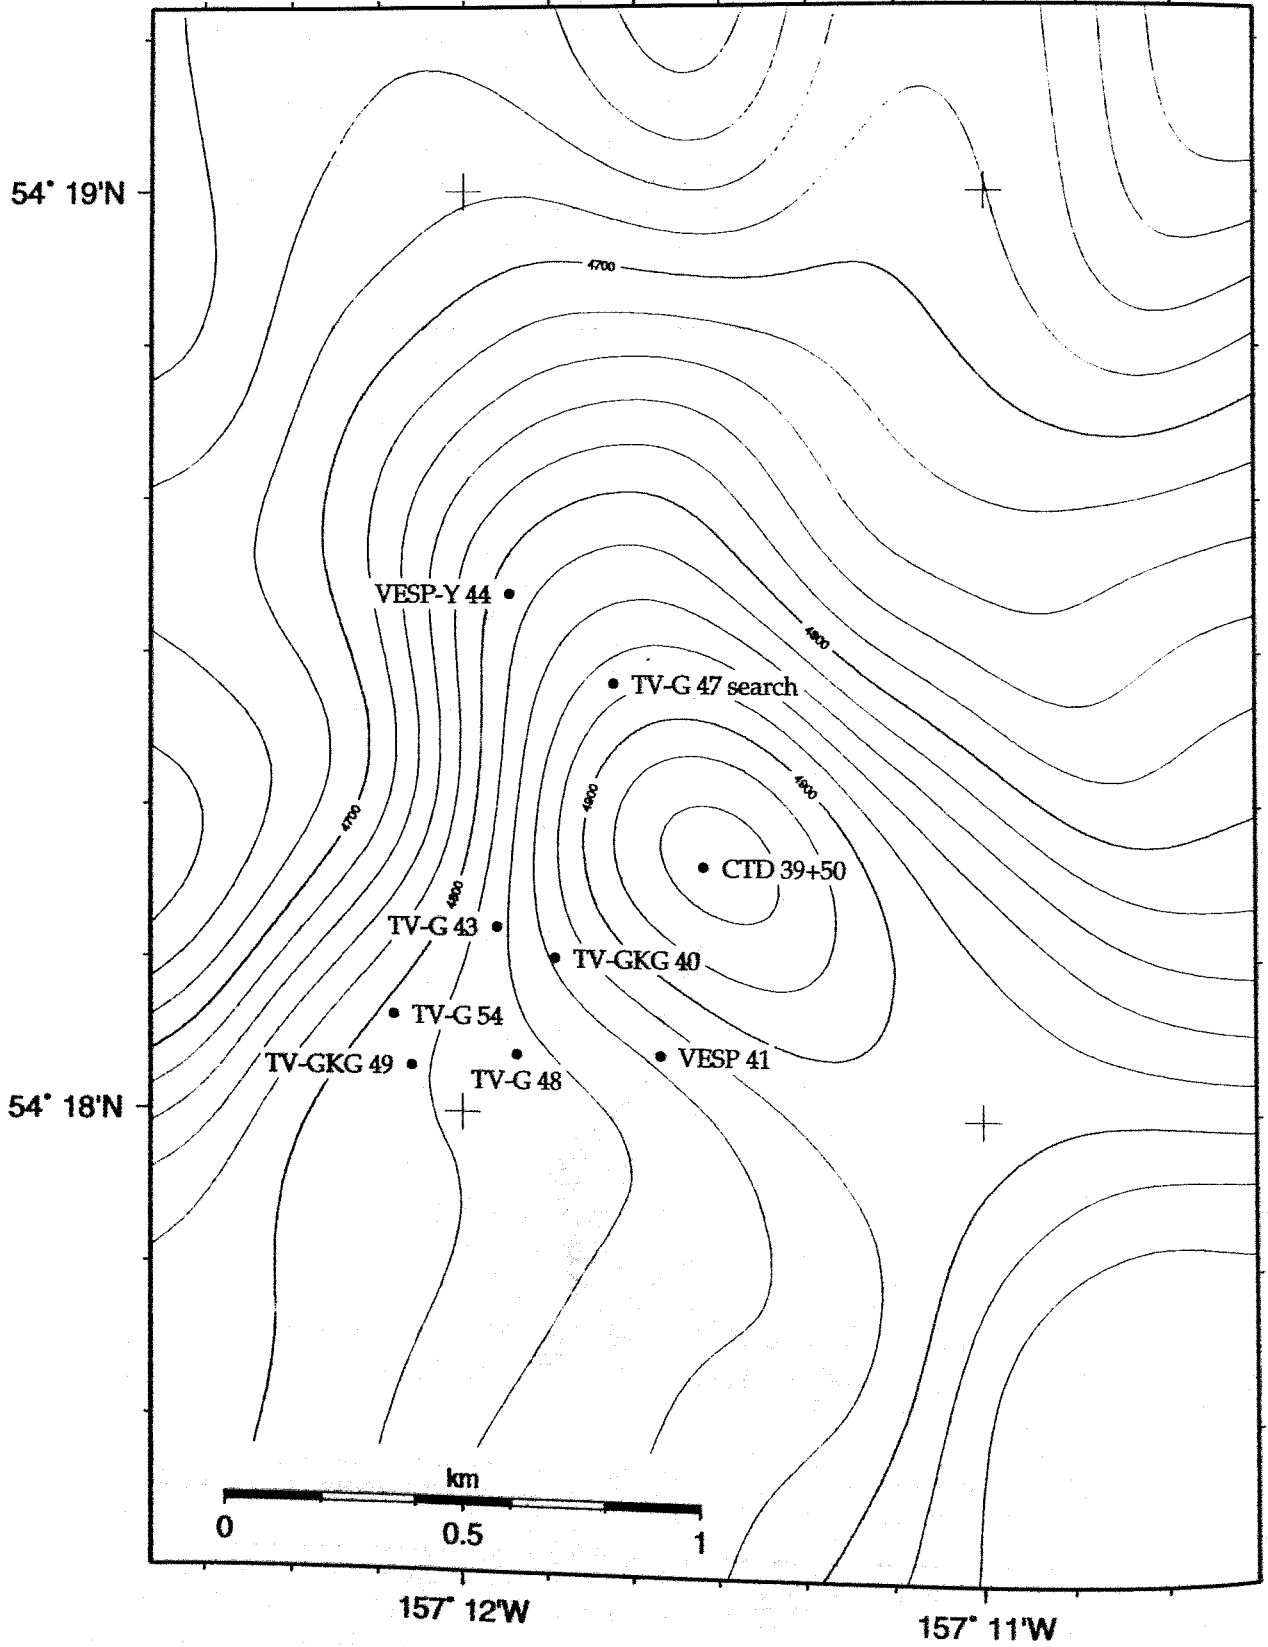 54° 19'N
4700
VESP-Y 44
4800
TV-G 47 search
4900
4900
4700
CTD 39+50
4800
TV-G 43
TV-GKG 40
TV-G 54
TV-GKG 49
VESP 41
TV-G 48
54° 18'N
km
0
0.5
1
157° 12'W
157° 11'W